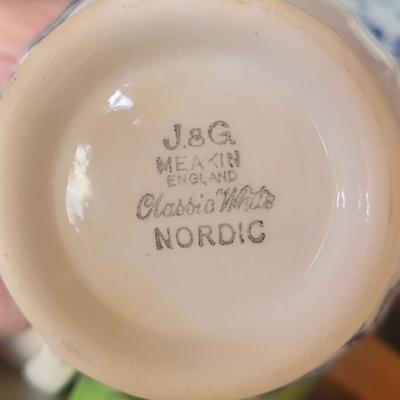 J.&G.
MEAKIN
ENGLAND
Classic White
NORDIC